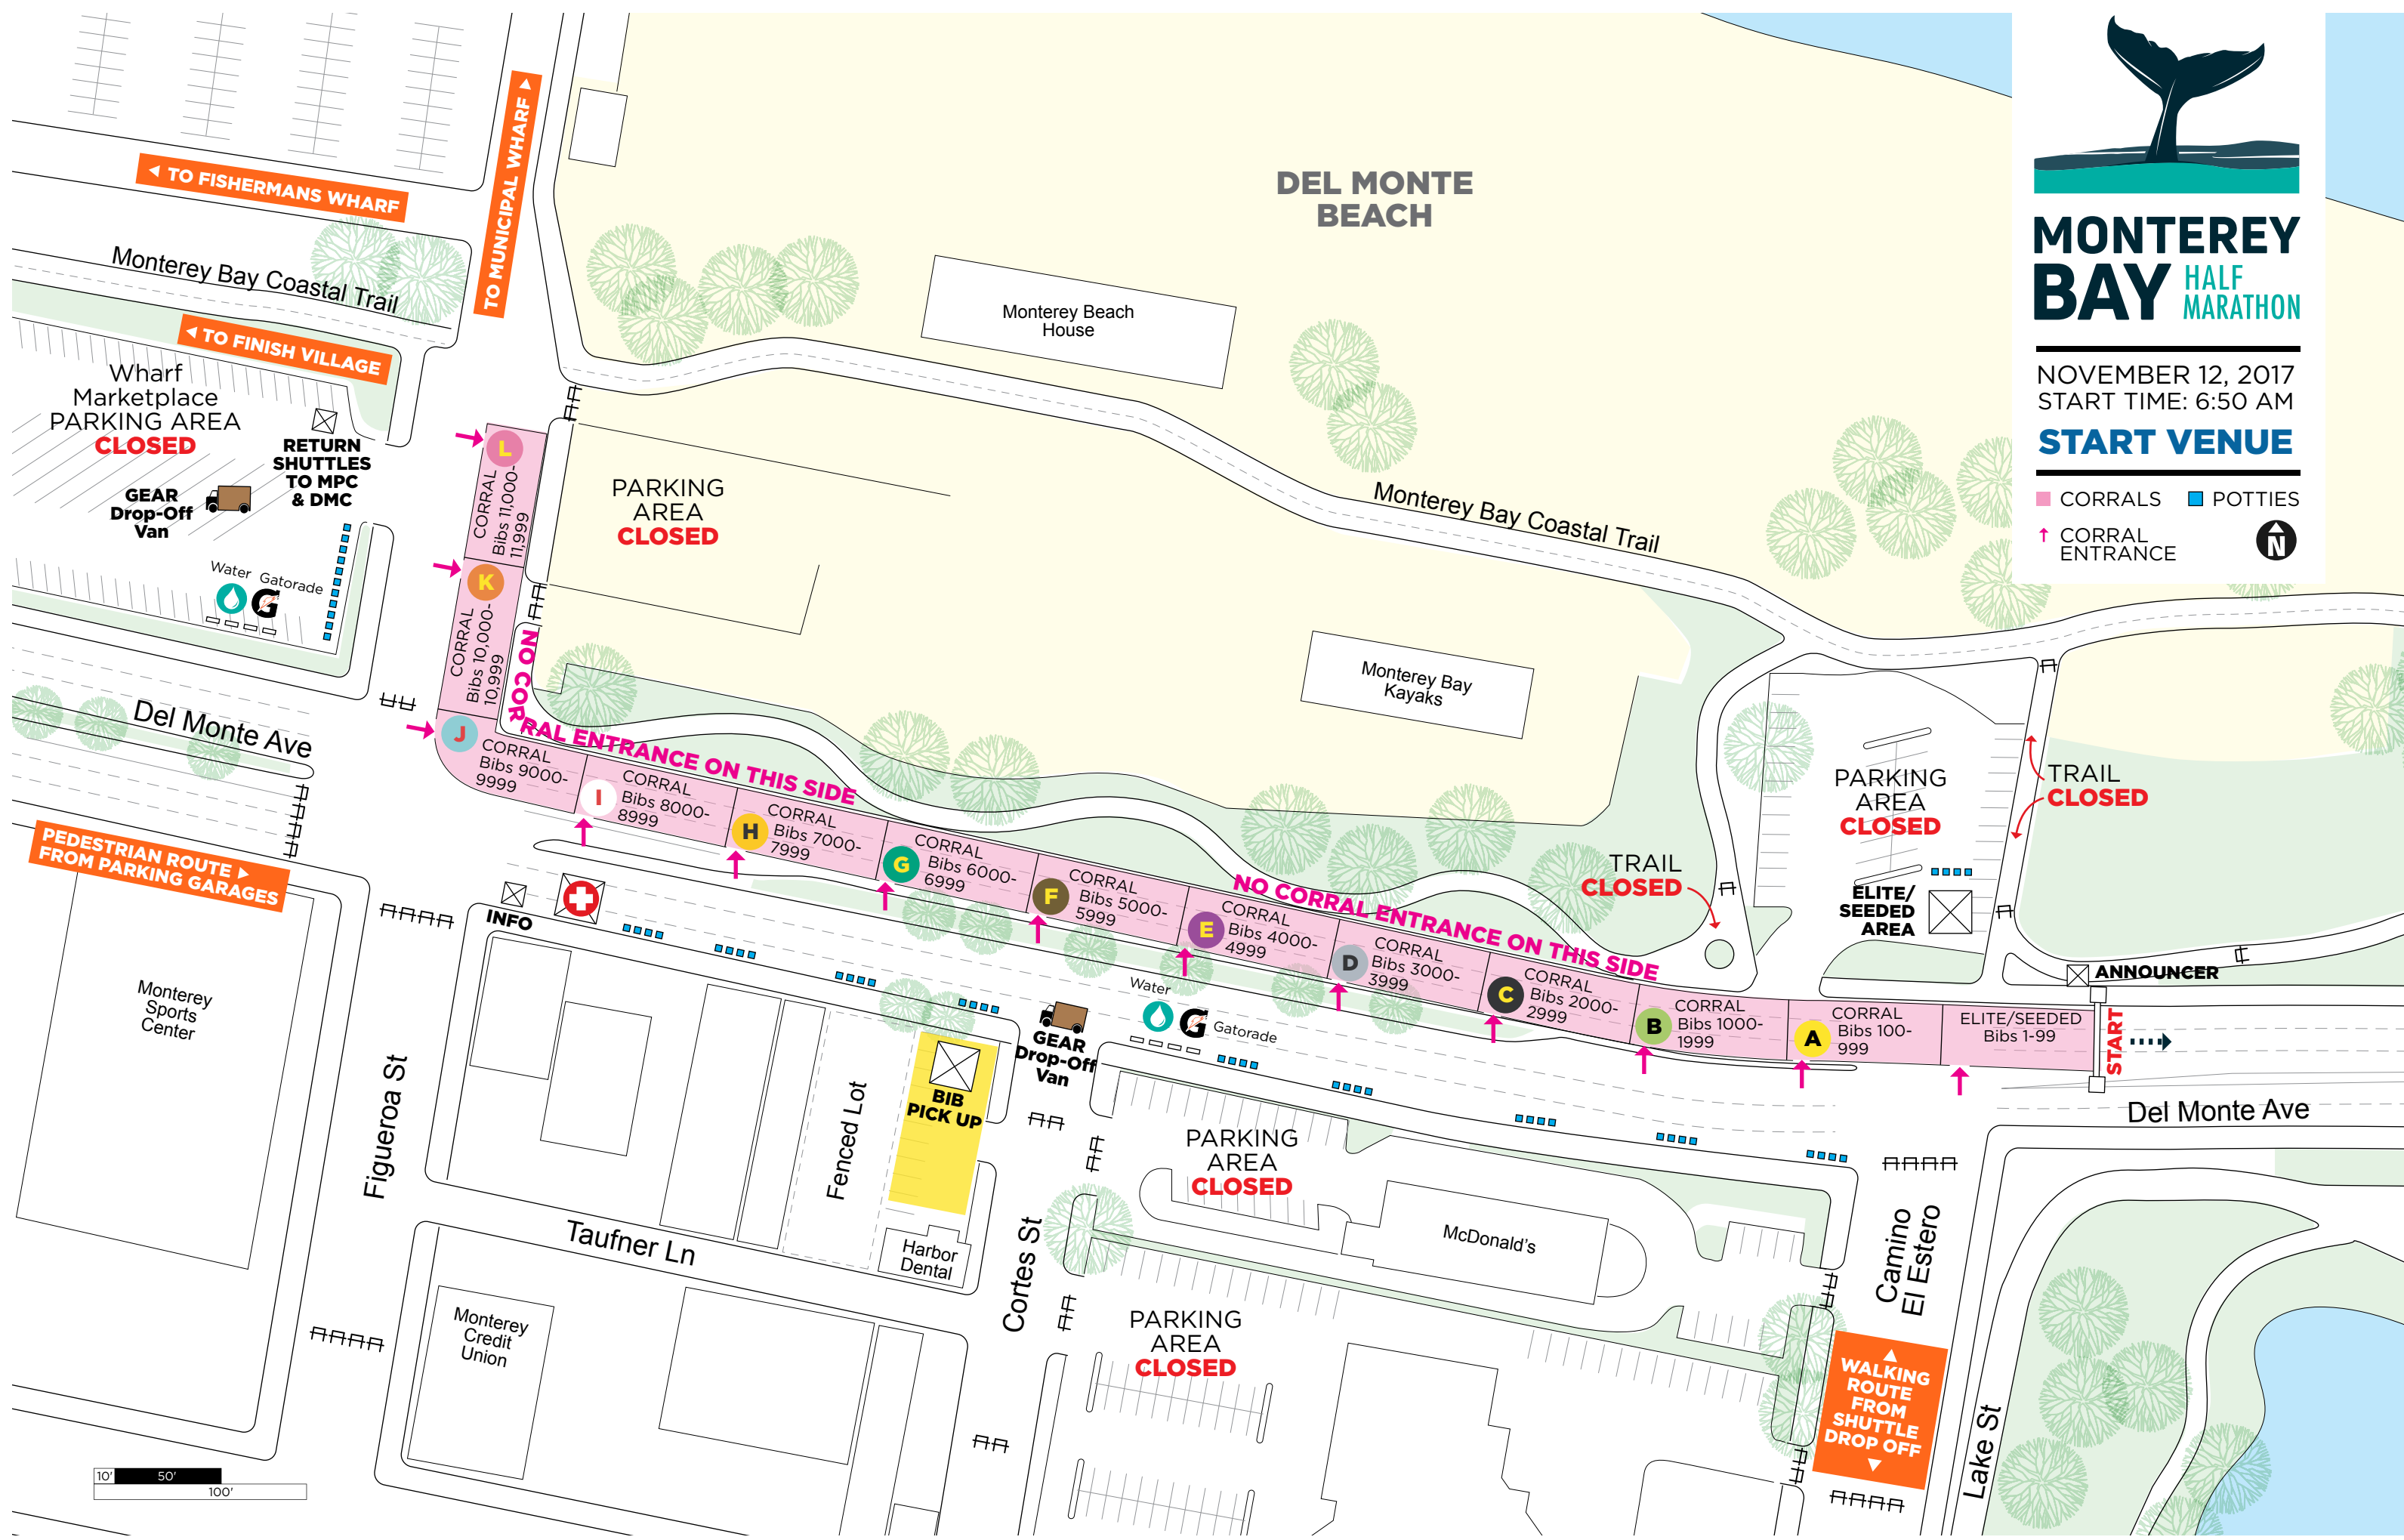 MONTEREY
BAY HALF
MARATHON
NOVEMBER 12, 2017
START TIME: 6:50 AM
START VENUE
CORRALS
POTTIES
CORRAL
ENTRANCE
N
TO FISHERMANS WHARF
TO MUNICIPAL WHARF
Monterey Bay Coastal Trail
TO FINISH VILLAGE
Wharf
Marketplace
PARKING AREA
CLOSED
RETURN
SHUTTLES
TO MPC
& DMC
GEAR
Drop-Off
Van
Water
Gatorade
G
DEL MONTE
BEACH
Monterey Beach
House
PARKING
AREA
CLOSED
Monterey Bay Coastal Trail
Monterey Bay
Kayaks
L
CORRAL
Bibs 11,000-
11,999
K
CORRAL
Bibs 10,000-
10,999
J
CORRAL
Bibs 9000-
9999
I
CORRAL
Bibs 8000-
8999
H
CORRAL
Bibs 7000-
7999
G
CORRAL
Bibs 6000-
6999
F
CORRAL
Bibs 5000-
5999
E
CORRAL
Bibs 4000-
4999
D
CORRAL
Bibs 3000-
3999
C
CORRAL
Bibs 2000-
2999
B
CORRAL
Bibs 1000-
1999
A
CORRAL
Bibs 100-
999
ELITE/SEEDED
Bibs 1-99
START
NO CORRAL ENTRANCE ON THIS SIDE
NO CORRAL ENTRANCE ON THIS SIDE
TRAIL
CLOSED
PARKING
AREA
CLOSED
TRAIL
CLOSED
ELITE/
SEEDED
AREA
ANNOUNCER
Del Monte Ave
PEDESTRIAN ROUTE
FROM PARKING GARAGES
INFO
Monterey
Sports
Center
Figueroa St
Fenced Lot
BIB
PICK UP
GEAR
Drop-Off
Van
Water
G
Gatorade
Del Monte Ave
PARKING
AREA
CLOSED
McDonald's
Taufner Ln
Harbor
Dental
Cortes St
Camino
El Estero
Monterey
Credit
Union
PARKING
AREA
CLOSED
WALKING
ROUTE
FROM
SHUTTLE
DROP OFF
Lake St
10'
50'
100'